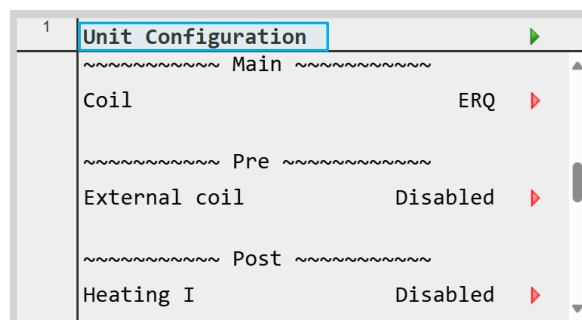 1
Unit Configuration
~~~~~~~~~~~ Main ~~~~~~~~~~~
Coil ERQ
~~~~~~~~~~~ Pre ~~~~~~~~~~~~
External coil Disabled
~~~~~~~~~~~ Post ~~~~~~~~~~~
Heating I Disabled